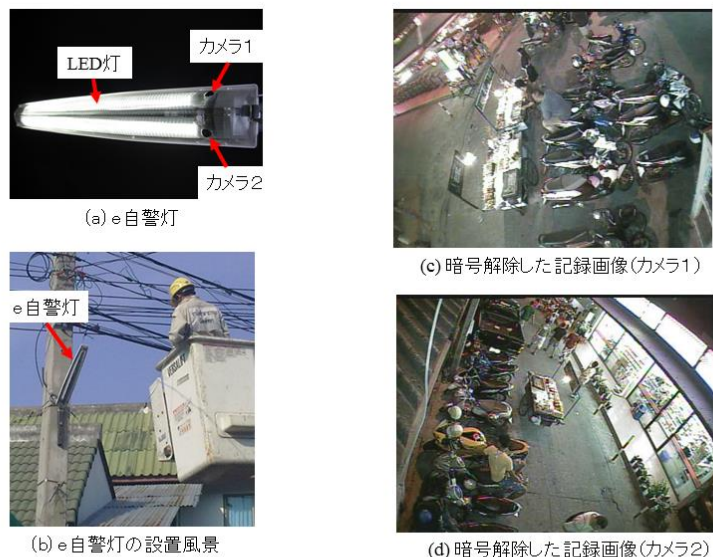 カメラ1
LED灯
カメラ2
(a) e自警灯
e自警灯
(b) e自警灯の設置風景
(c) 暗号解除した記録画像(カメラ1)
(d) 暗号解除した記録画像(カメラ2)